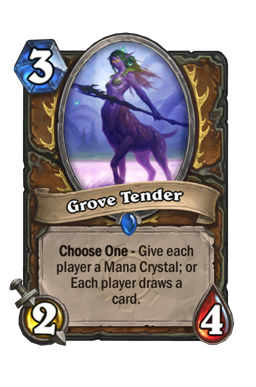 3
Grove Tender
Choose One - Give each
player a Mana Crystal; or
Each player draws a
card.
2
4